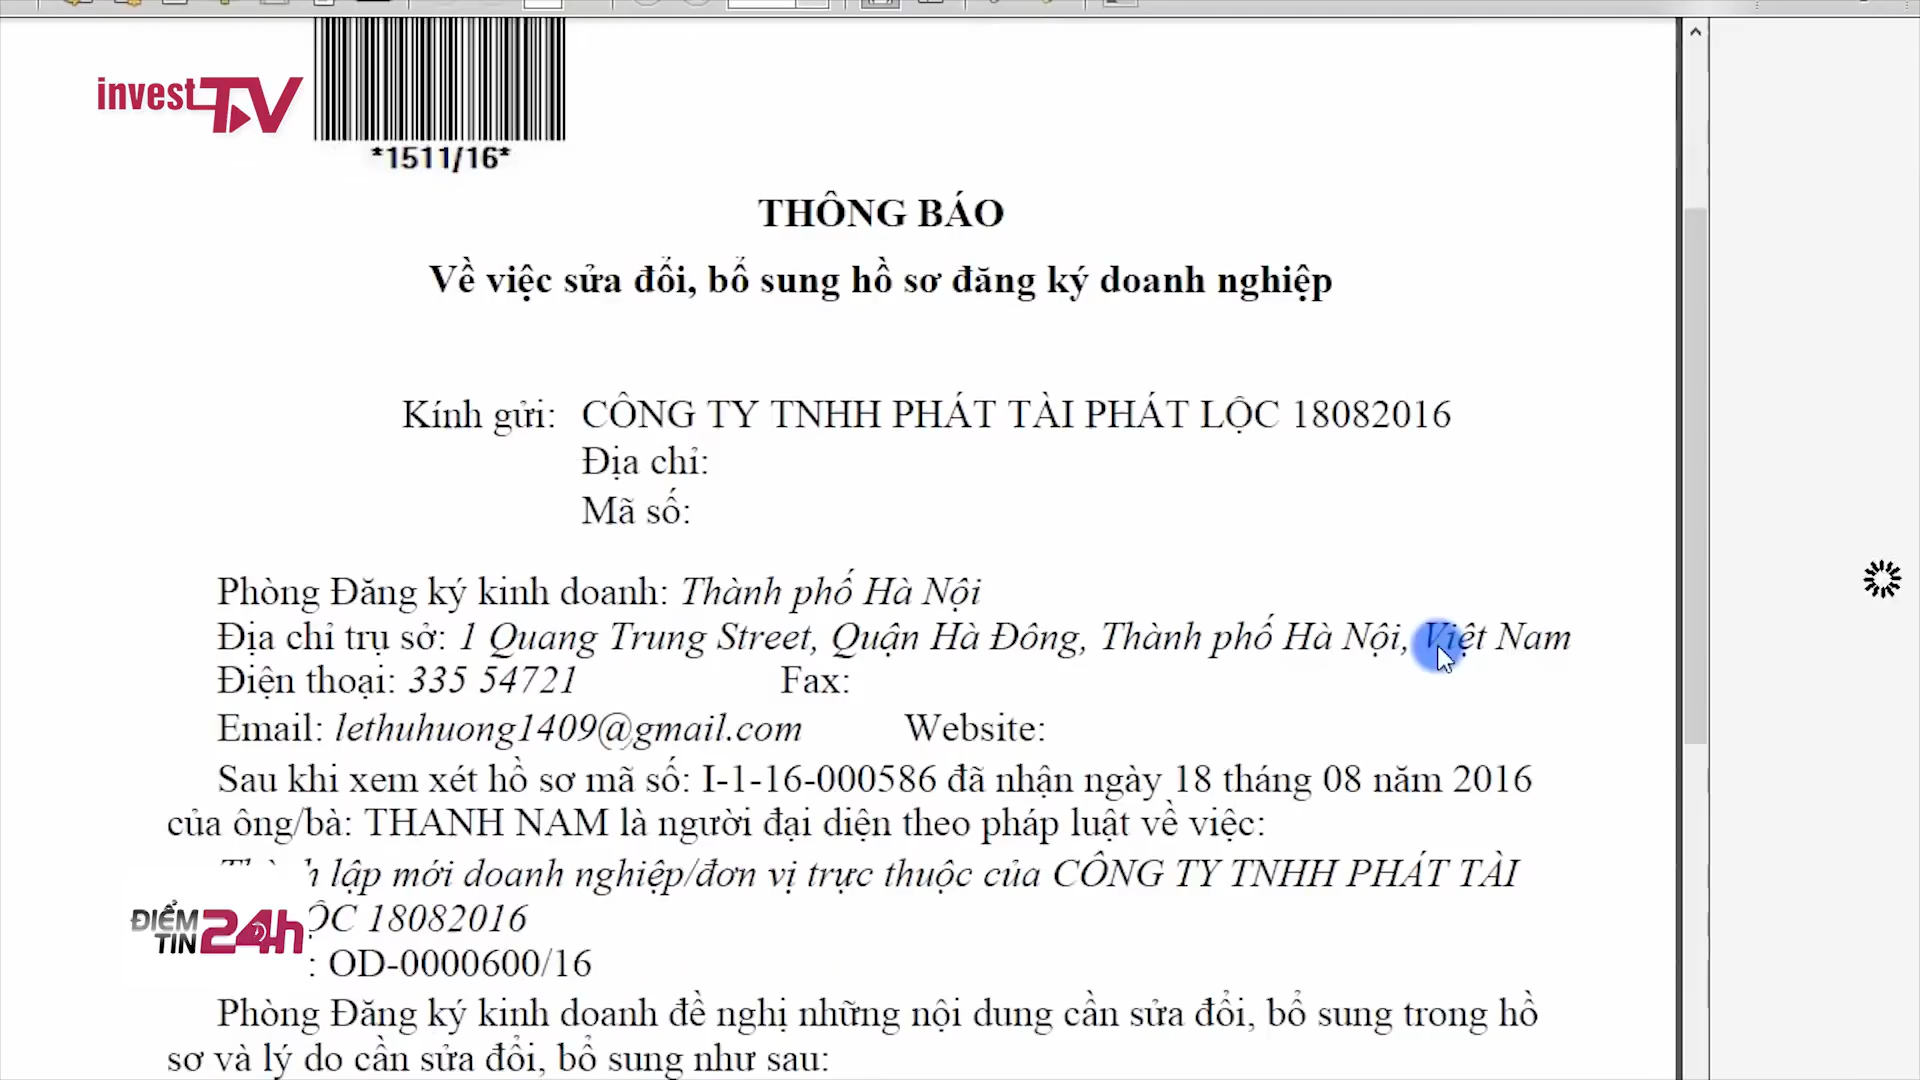 invest TV
*1511/16*
THÔNG BÁO
Về việc sửa đổi, bổ sung hồ sơ đăng ký doanh nghiệp
Kính gửi: CÔNG TY TNHH PHÁT TÀI PHÁT LỘC 18082016
Địa chỉ:
Mã số:
Phòng Đăng ký kinh doanh: Thành phố Hà Nội
Địa chỉ trụ sở: 1 Quang Trung Street, Quận Hà Đông, Thành phố Hà Nội, Việt Nam
Điện thoại: 335 54721 Fax:
Email: lethuhuong1409@gmail.com Website:
Sau khi xem xét hồ sơ mã số: I-1-16-000586 đã nhận ngày 18 tháng 08 năm 2016
của ông/bà: THANH NAM là người đại diện theo pháp luật về việc:
lập mới doanh nghiệp/đơn vị trực thuộc của CÔNG TY TNHH PHÁT TÀI
18082016
ĐIỂM TIN 24h
: OD-0000600/16
Phòng Đăng ký kinh doanh đề nghị những nội dung cần sửa đổi, bổ sung trong hồ
sơ và lý do cần sửa đổi, bổ sung như sau: